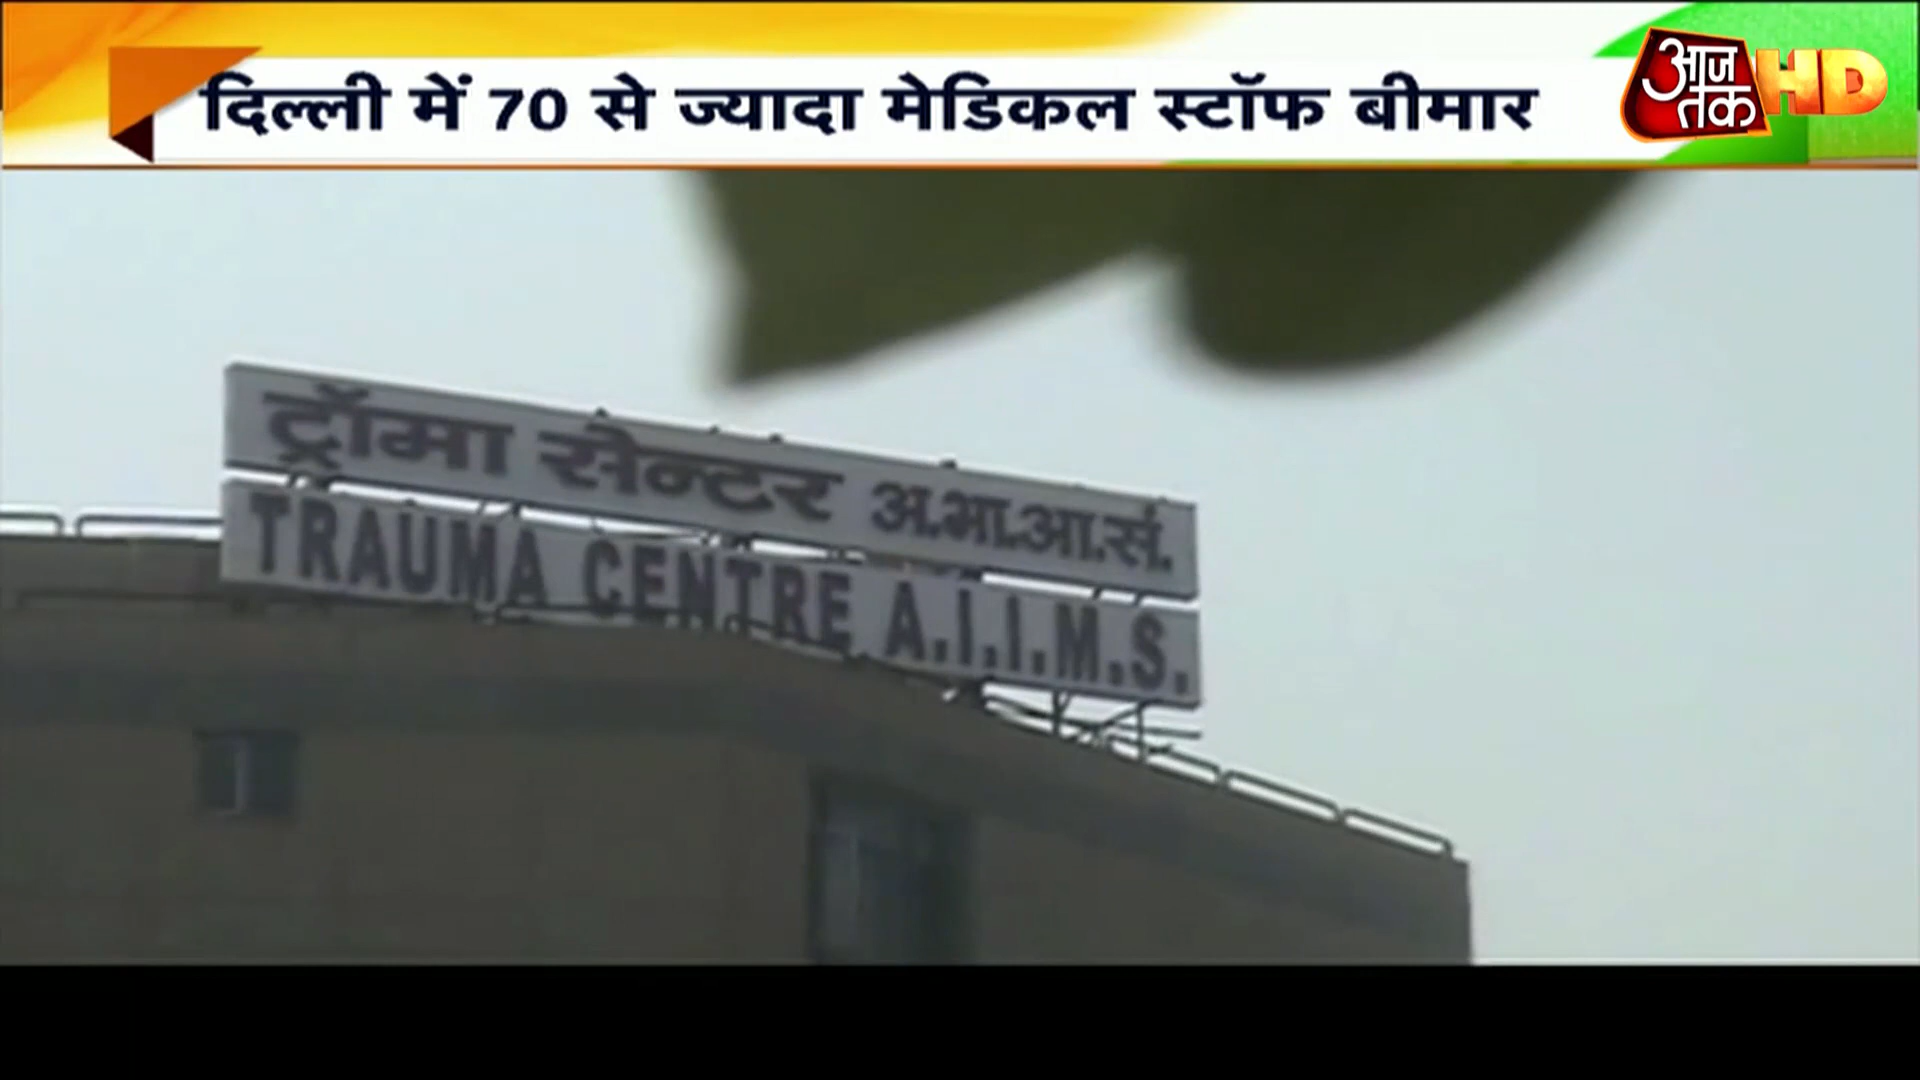 दिल्ली में 70 से ज्यादा मेडिकल स्टॉफ बीमार
आज
तक HD
ट्रॉमा सेन्टर अ.भा.आ.सं.
TRAUMA CENTRE A.I.I.M.S.